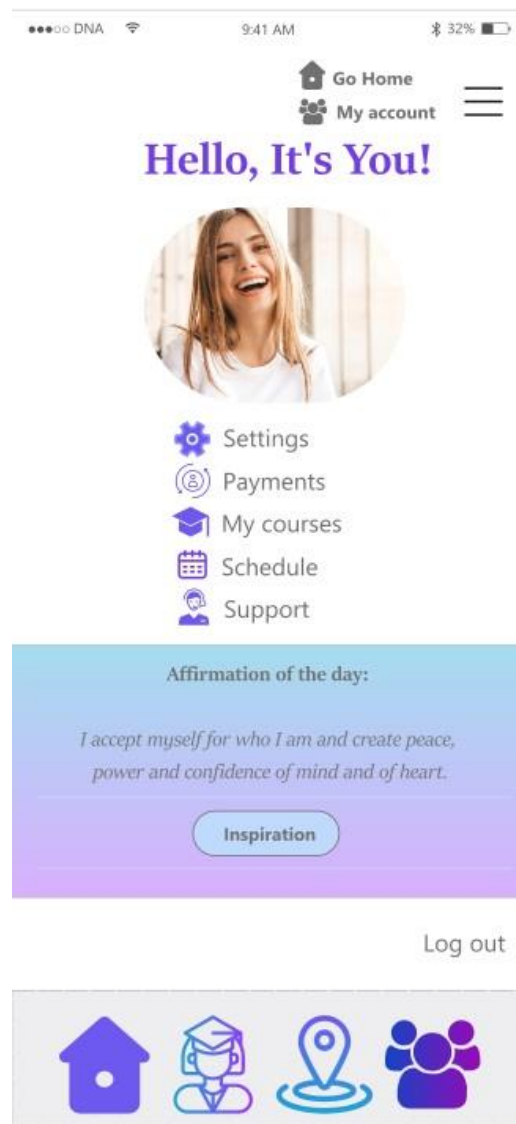 DNA 9:41 AM 32%
Go Home
My account
Hello, It's You!
Settings
Payments
My courses
Schedule
Support
Affirmation of the day:
I accept myself for who I am and create peace,
power and confidence of mind and of heart.
Inspiration
Log out